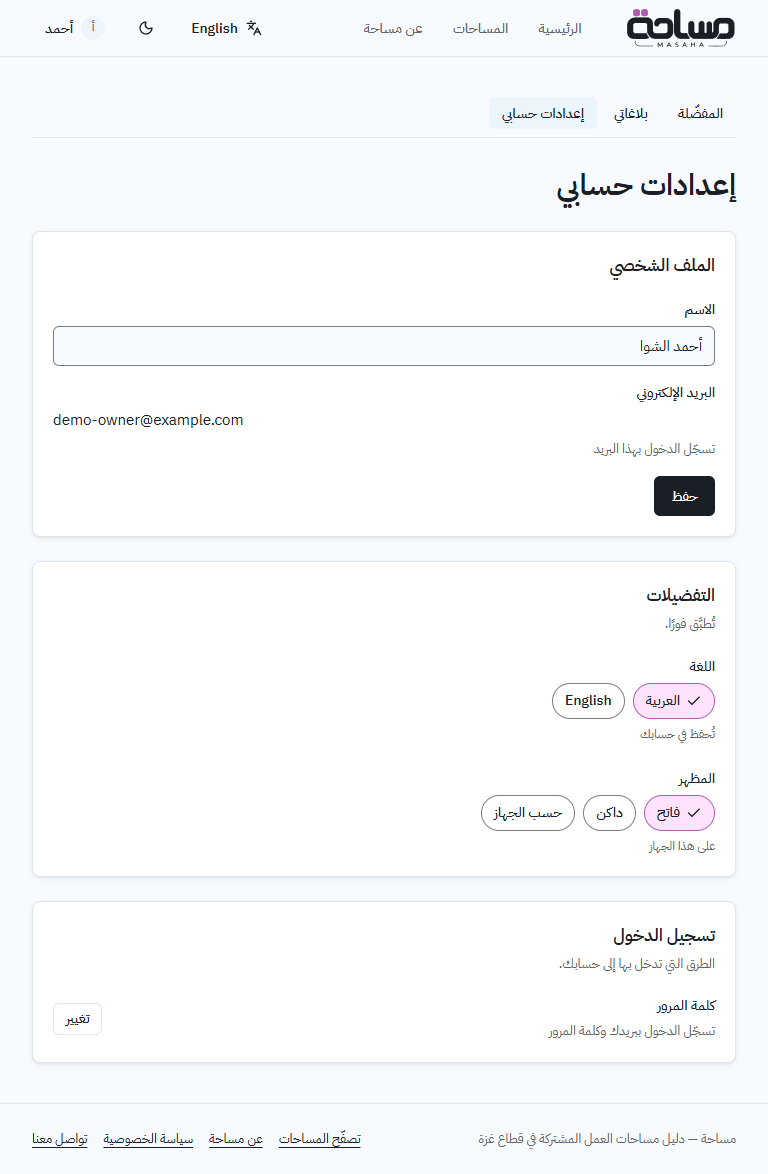 مساحة
MASAHA
الرئيسية
المساحات
عن مساحة
English
أ
أحمد
المفضّلة
بلاغاتي
إعدادات حسابي
إعدادات حسابي
الملف الشخصي
الاسم
أحمد الشوا
البريد الإلكتروني
demo-owner@example.com
تسجّل الدخول بهذا البريد
حفظ
التفضيلات
تُطبَّق فورًا.
اللغة
العربية
English
تُحفظ في حسابك
المظهر
فاتح
داكن
حسب الجهاز
على هذا الجهاز
تسجيل الدخول
الطرق التي تدخل بها إلى حسابك.
كلمة المرور
تسجّل الدخول ببريدك وكلمة المرور
تغيير
مساحة — دليل مساحات العمل المشتركة في قطاع غزة
تصفّح المساحات
عن مساحة
سياسة الخصوصية
تواصل معنا